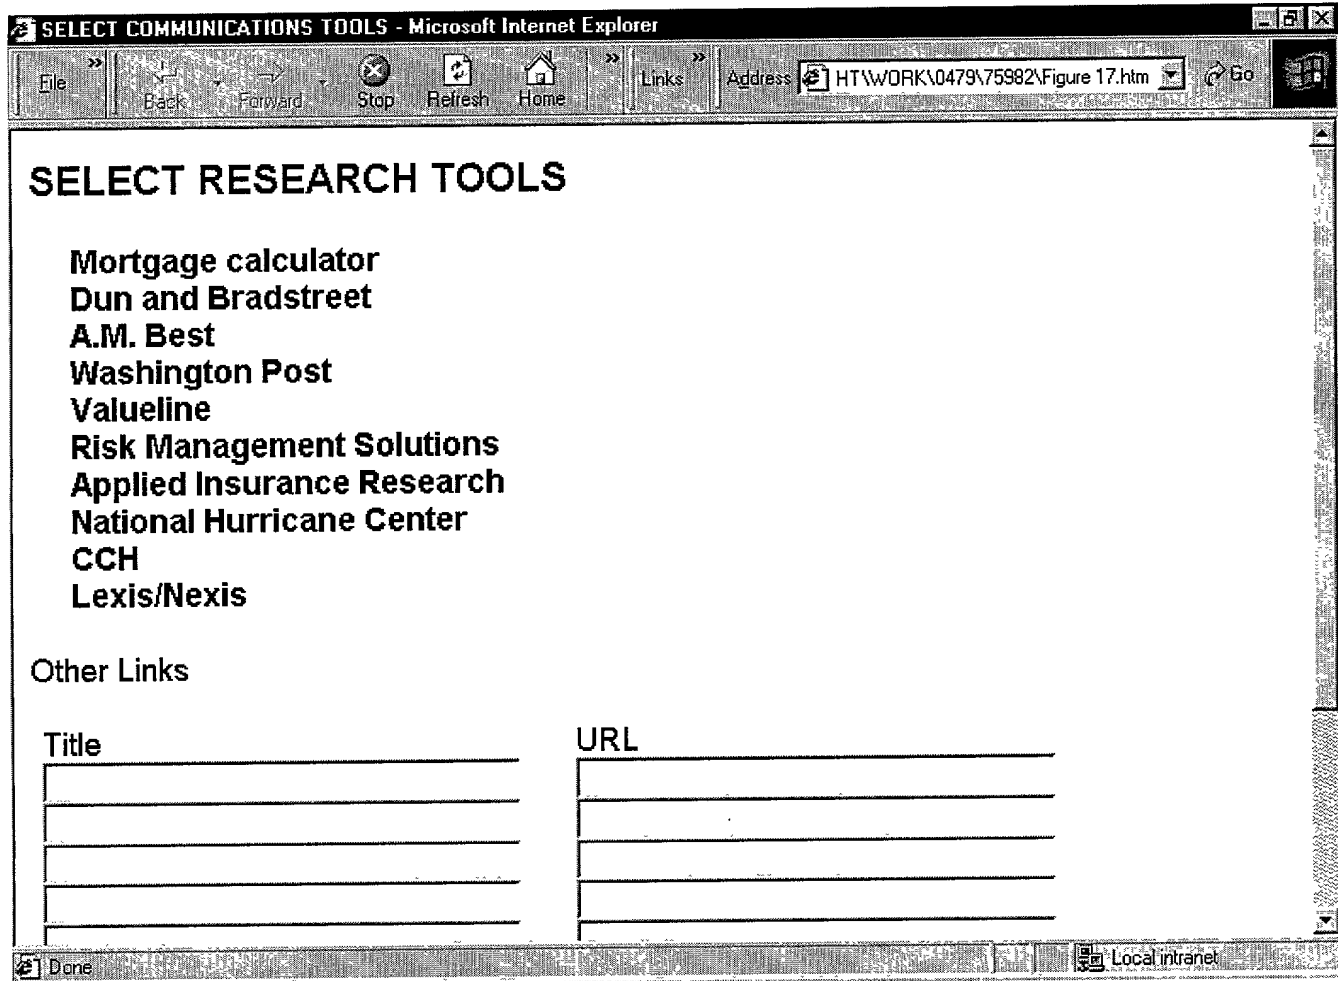 SELECT COMMUNICATIONS TOOLS - Microsoft Internet Explorer
File » Back Forward Stop Refresh Home » Links » Address HT\WORK\0479\75982\Figure 17.htm Go
SELECT RESEARCH TOOLS
Mortgage calculator
Dun and Bradstreet
A.M. Best
Washington Post
Valueline
Risk Management Solutions
Applied Insurance Research
National Hurricane Center
CCH
Lexis/Nexis
Other Links
Title URL
Done Local intranet